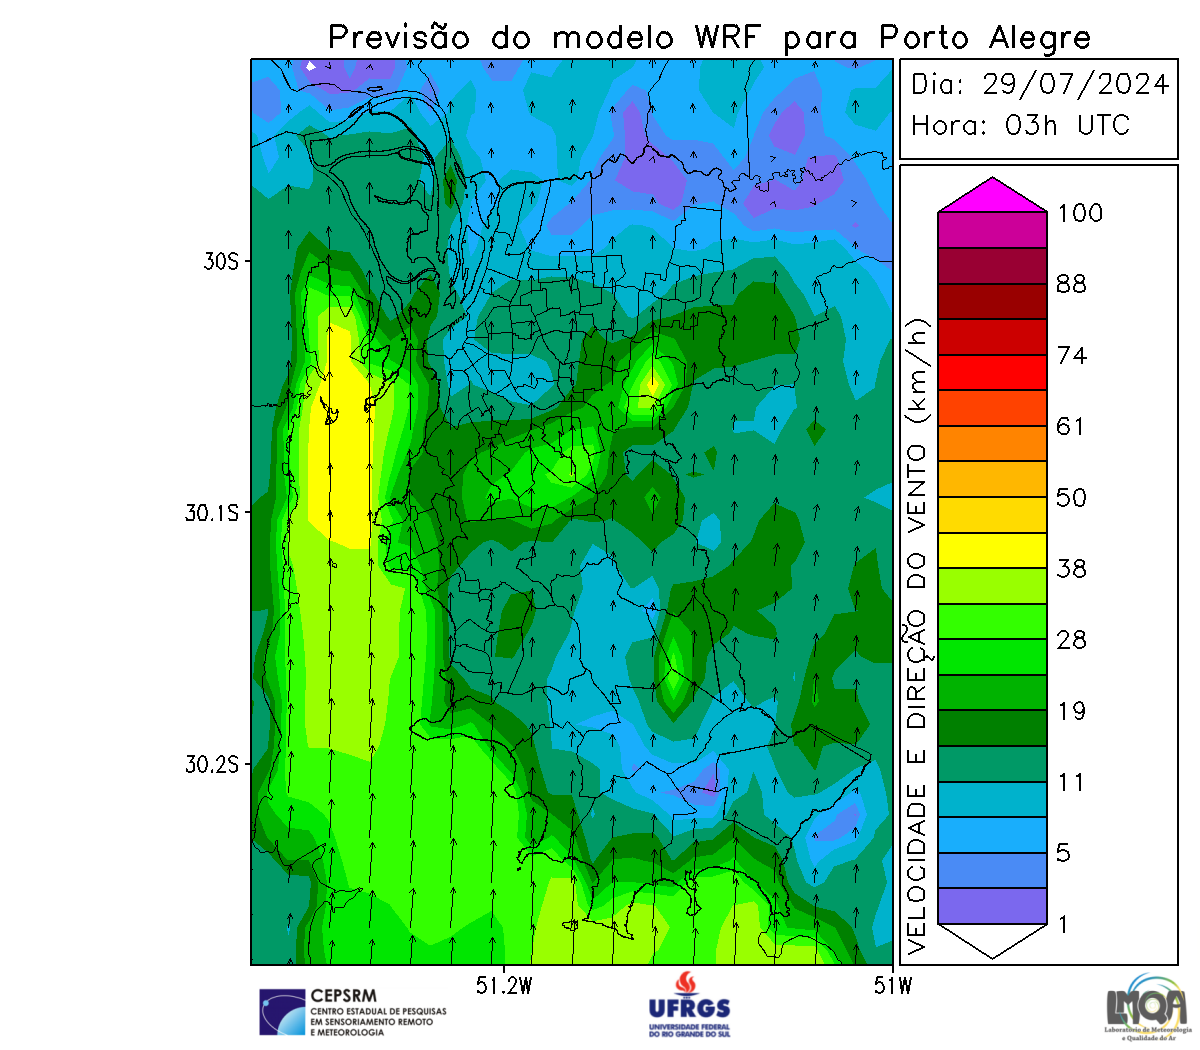 Previsão do modelo WRF para Porto Alegre
Dia: 29/07/2024
Hora: 03h UTC
100
88
74
61
50
38
28
19
11
5
1
VELOCIDADE E DIREÇÃO DO VENTO (km/h)
30S
30.1S
30.2S
51.2W
51W
CEPSRM
CENTRO ESTADUAL DE PESQUISAS
EM SENSORIAMENTO REMOTO
E METEOROLOGIA
UFRGS
UNIVERSIDADE FEDERAL
DO RIO GRANDE DO SUL
LMQA
Laboratório de Meteorologia
e Qualidade do Ar